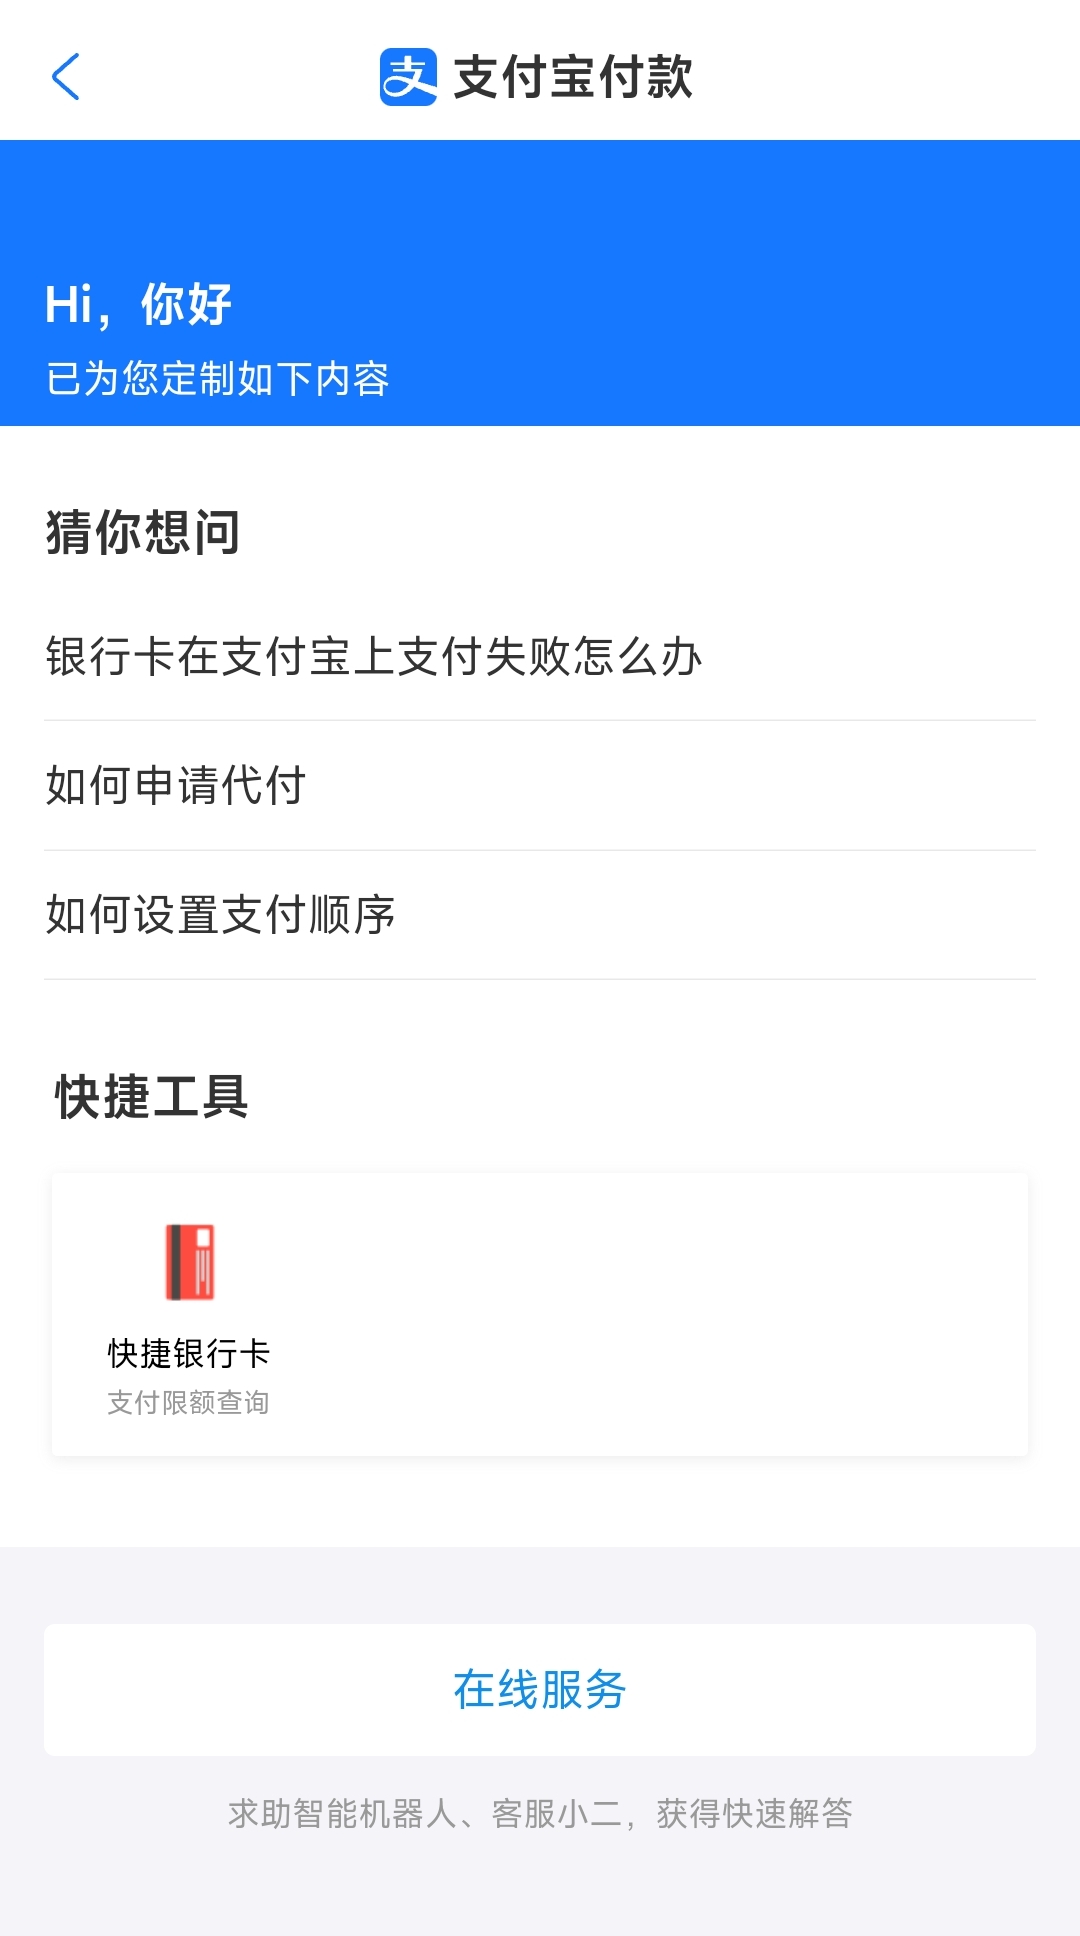 支 支付宝付款
Hi，你好
已为您定制如下内容
猜你想问
银行卡在支付宝上支付失败怎么办
如何申请代付
如何设置支付顺序
快捷工具
快捷银行卡
支付限额查询
在线服务
求助智能机器人、客服小二，获得快速解答